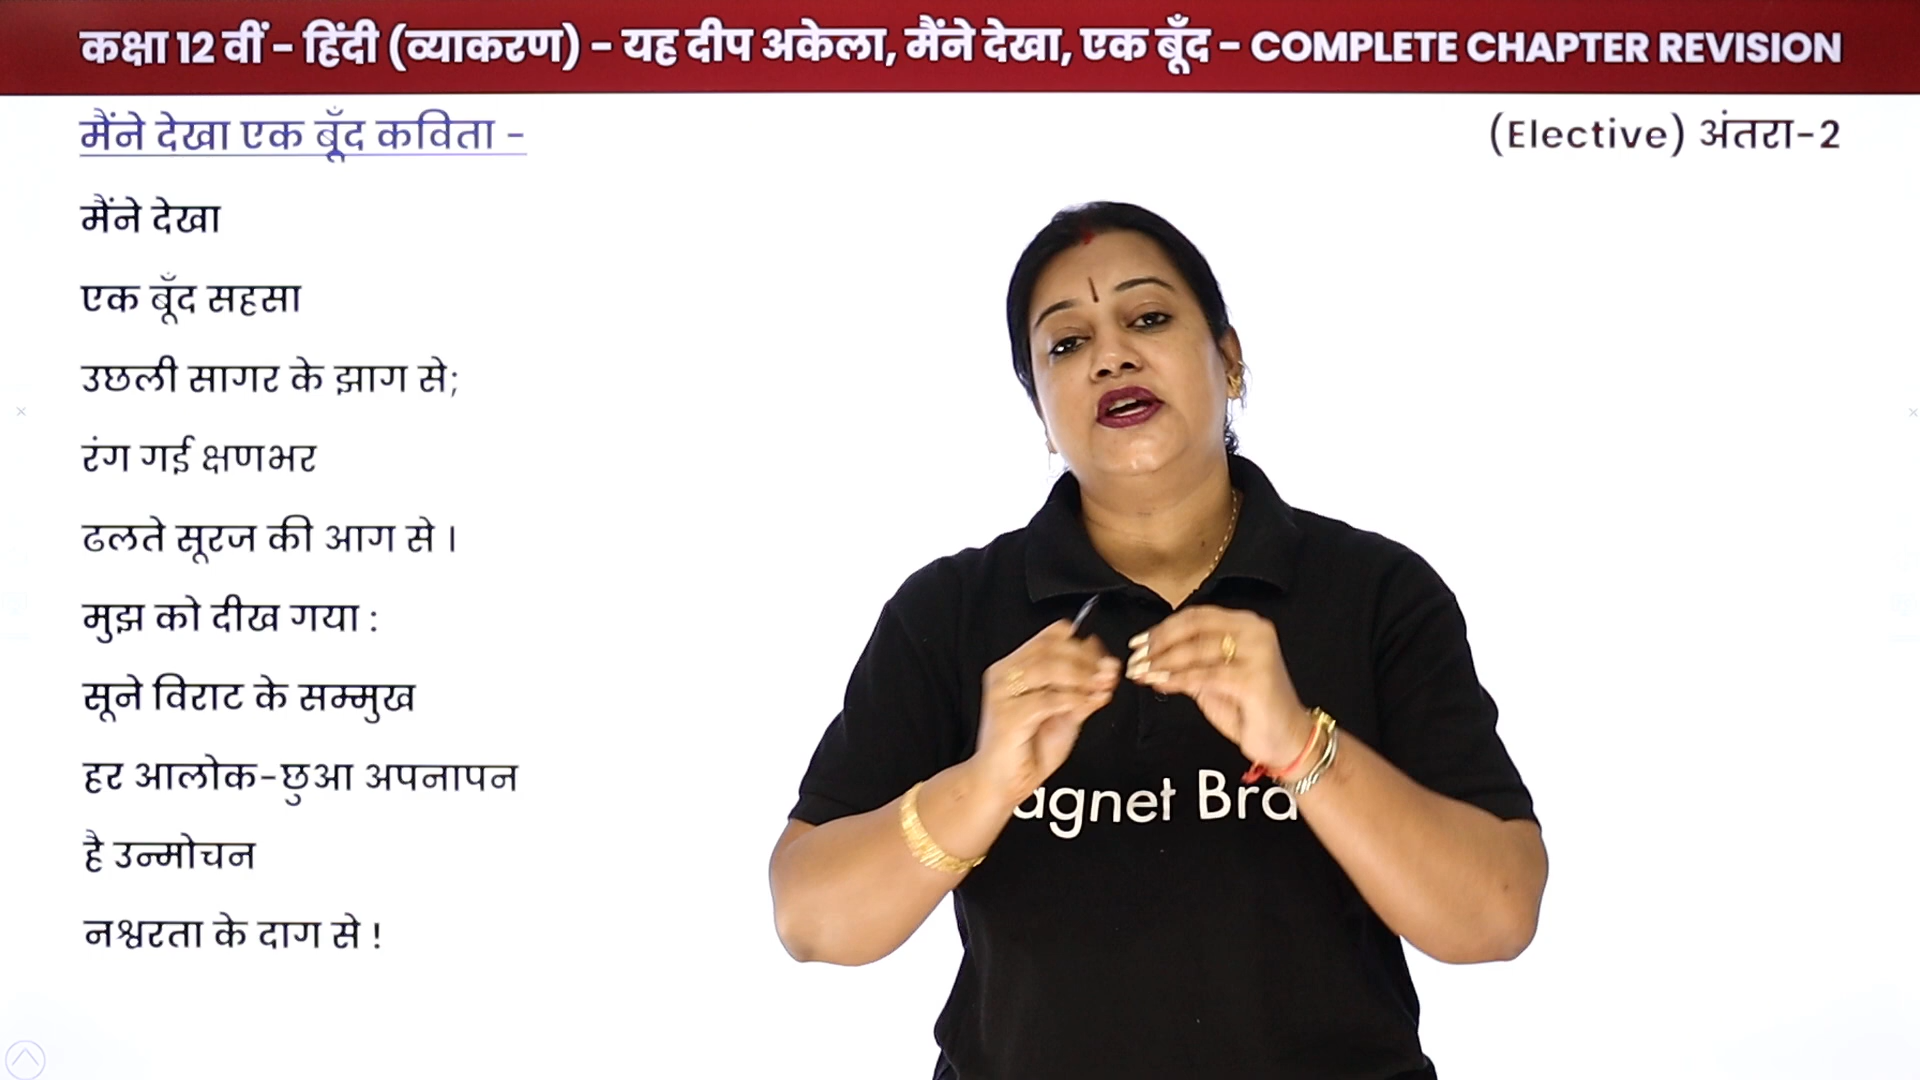 कक्षा 12 वीं - हिंदी (व्याकरण) - यह दीप अकेला, मैंने देखा, एक बूँद - COMPLETE CHAPTER REVISION
मैंने देखा एक बूँद कविता -
(Elective) अंतरा-2
मैंने देखा
एक बूँद सहसा
उछली सागर के झाग से;
रंग गई क्षणभर
ढलते सूरज की आग से ।
मुझ को दीख गया :
सूने विराट के सम्मुख
हर आलोक-छुआ अपनापन
है उन्मोचन
नश्वरता के दाग से !
agnet Bra